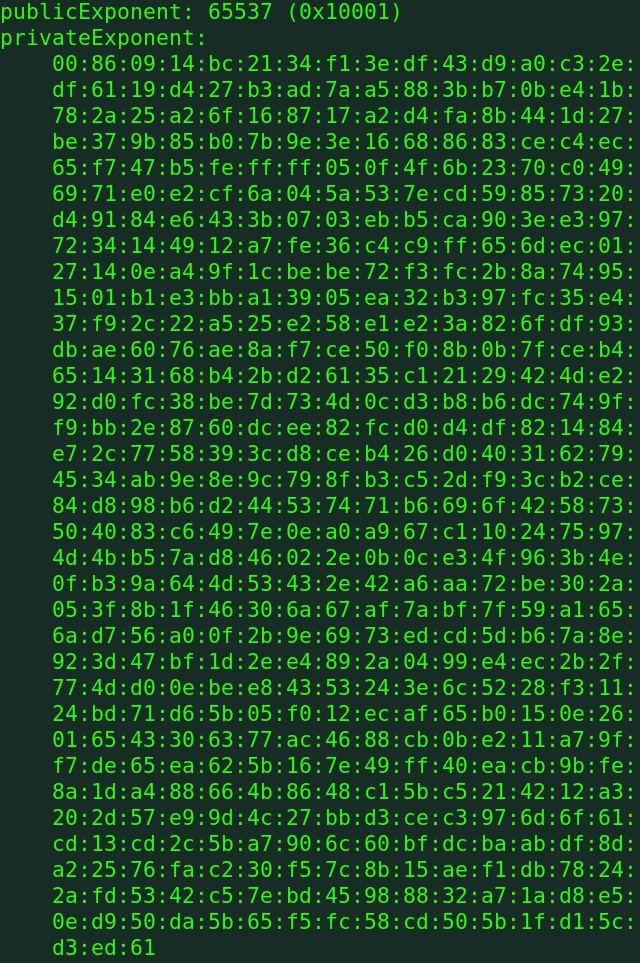 publicExponent: 65537 (0x10001)
privateExponent:
00:86:09:14:bc:21:34:f1:3e:df:43:d9:a0:c3:2e:
df:61:19:d4:27:b3:ad:7a:a5:88:3b:b7:0b:e4:1b:
78:2a:25:a2:6f:16:87:17:a2:d4:fa:8b:44:1d:27:
be:37:9b:85:b0:7b:9e:3e:16:68:86:83:ce:c4:ec:
65:f7:47:b5:fe:ff:ff:05:0f:4f:6b:23:70:c0:49:
69:71:e0:e2:cf:6a:04:5a:53:7e:cd:59:85:73:20:
d4:91:84:e6:43:3b:07:03:eb:b5:ca:90:3e:e3:97:
72:34:14:49:12:a7:fe:36:c4:c9:ff:65:6d:ec:01:
27:14:0e:a4:9f:1c:be:be:72:f3:fc:2b:8a:74:95:
15:01:b1:e3:bb:a1:39:05:ea:32:b3:97:fc:35:e4:
37:f9:2c:22:a5:25:e2:58:e1:e2:3a:82:6f:df:93:
db:ae:60:76:ae:8a:f7:ce:50:f0:8b:0b:7f:ce:b4:
65:14:31:68:b4:2b:d2:61:35:c1:21:29:42:4d:e2:
92:d0:fc:38:be:7d:73:4d:0c:d3:b8:b6:dc:74:9f:
f9:bb:2e:87:60:dc:ee:82:fc:d0:d4:df:82:14:84:
e7:2c:77:58:39:3c:d8:ce:b4:26:d0:40:31:62:79:
45:34:ab:9e:8e:9c:79:8f:b3:c5:2d:f9:3c:b2:ce:
84:d8:98:b6:d2:44:53:74:71:b6:69:6f:42:58:73:
50:40:83:c6:49:7e:0e:a0:a9:67:c1:10:24:75:97:
4d:4b:b5:7a:d8:46:02:2e:0b:0c:e3:4f:96:3b:4e:
0f:b3:9a:64:4d:53:43:2e:42:a6:aa:72:be:30:2a:
05:3f:8b:1f:46:30:6a:67:af:7a:bf:7f:59:a1:65:
6a:d7:56:a0:0f:2b:9e:69:73:ed:cd:5d:b6:7a:8e:
92:3d:47:bf:1d:2e:e4:89:2a:04:99:e4:ec:2b:2f:
77:4d:d0:0e:be:e8:43:53:24:3e:6c:52:28:f3:11:
24:bd:71:d6:5b:05:f0:12:ec:af:65:b0:15:0e:26:
01:65:43:30:63:77:ac:46:88:cb:0b:e2:11:a7:9f:
f7:de:65:ea:62:5b:16:7e:49:ff:40:ea:cb:9b:fe:
8a:1d:a4:88:66:4b:86:48:c1:5b:c5:21:42:12:a3:
20:2d:57:e9:9d:4c:27:bb:d3:ce:c3:97:6d:6f:61:
cd:13:cd:2c:5b:a7:90:6c:60:bf:dc:ba:ab:df:8d:
a2:25:76:fa:c2:30:f5:7c:8b:15:ae:f1:db:78:24:
2a:fd:53:42:c5:7e:bd:45:98:88:32:a7:1a:d8:e5:
0e:d9:50:da:5b:65:f5:fc:58:cd:50:5b:1f:d1:5c:
d3:ed:61